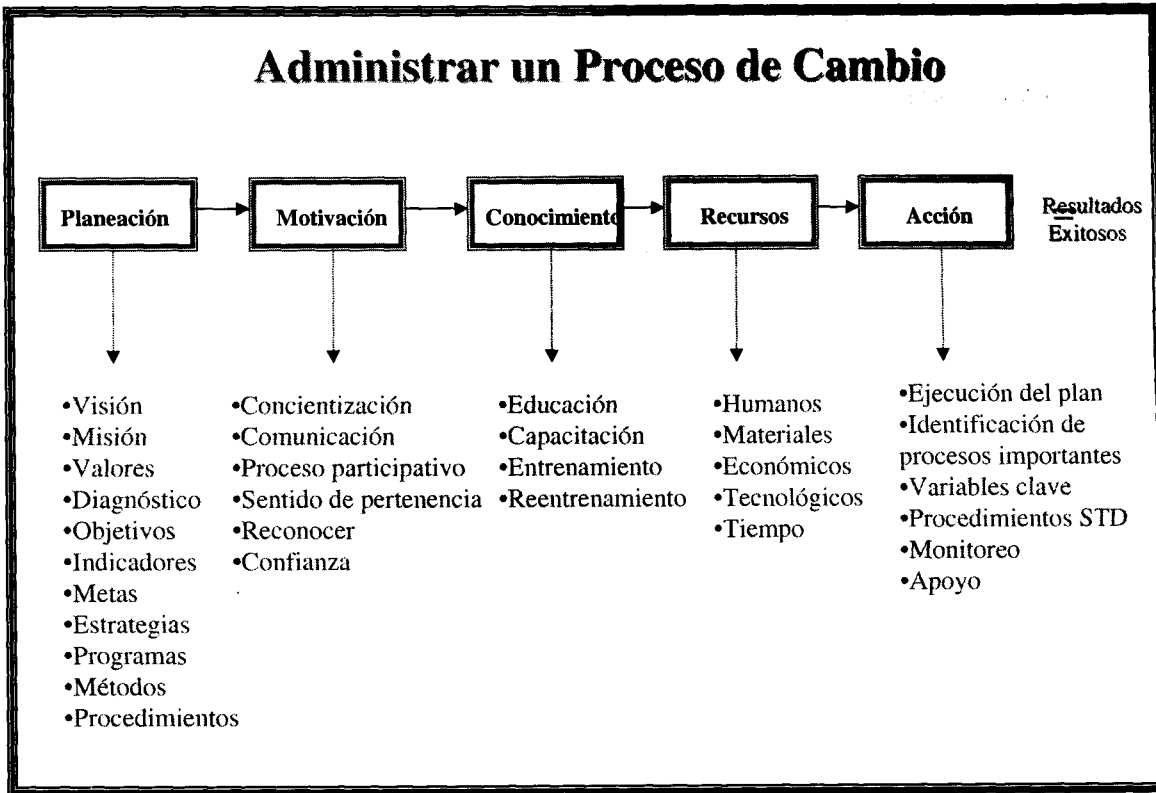 Administrar un Proceso de Cambio
Planeación
Motivación
Conocimiento
Recursos
Acción
Resultados
Exitosos
•Visión
•Misión
•Valores
•Diagnóstico
•Objetivos
•Indicadores
•Metas
•Estrategias
•Programas
•Métodos
•Procedimientos
•Concientización
•Comunicación
•Proceso participativo
•Sentido de pertenencia
•Reconocer
•Confianza
•Educación
•Capacitación
•Entrenamiento
•Reentrenamiento
•Humanos
•Materiales
•Económicos
•Tecnológicos
•Tiempo
•Ejecución del plan
•Identificación de
procesos importantes
•Variables clave
•Procedimientos STD
•Monitoreo
•Apoyo